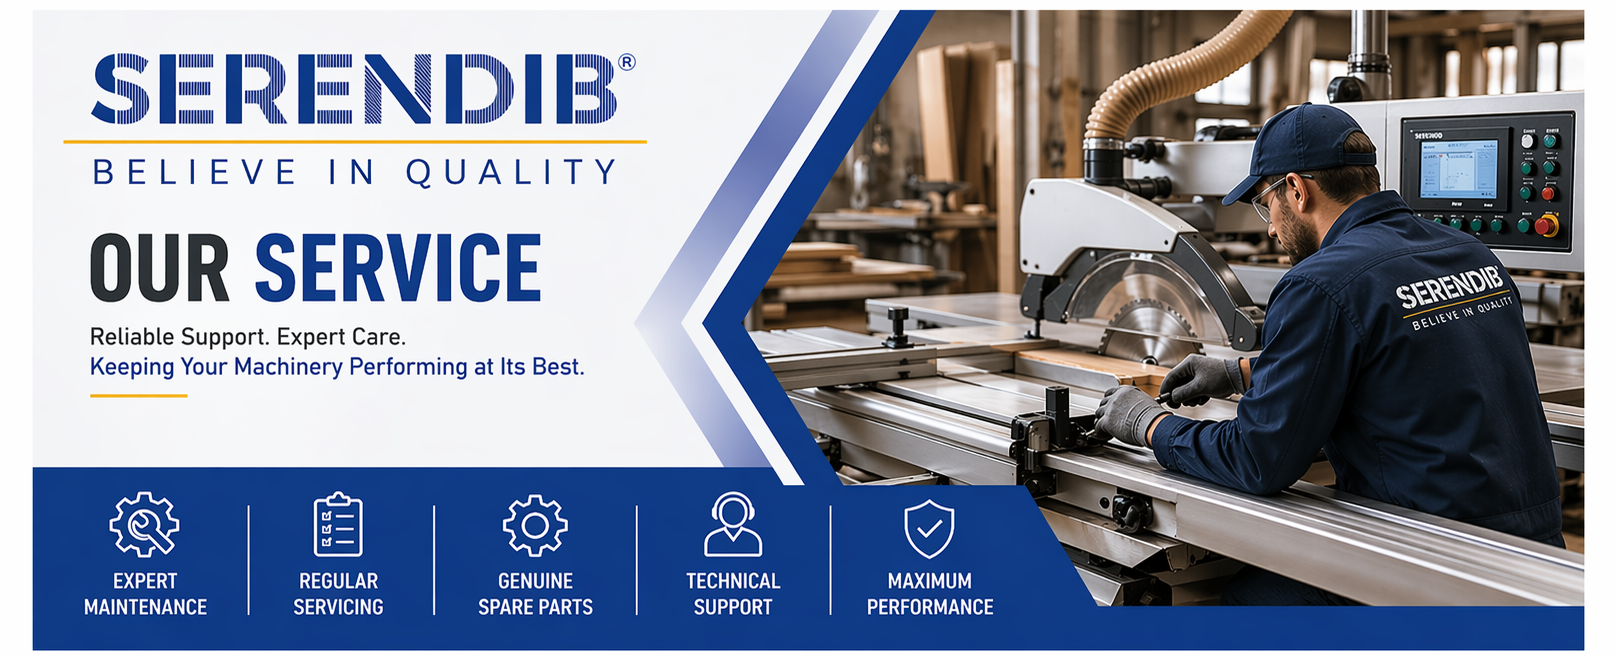 SERENDIB®
BELIEVE IN QUALITY
OUR SERVICE
Reliable Support. Expert Care.
Keeping Your Machinery Performing at Its Best.
EXPERT
MAINTENANCE
REGULAR
SERVICING
GENUINE
SPARE PARTS
TECHNICAL
SUPPORT
MAXIMUM
PERFORMANCE
SERENDIB
BELIEVE IN QUALITY